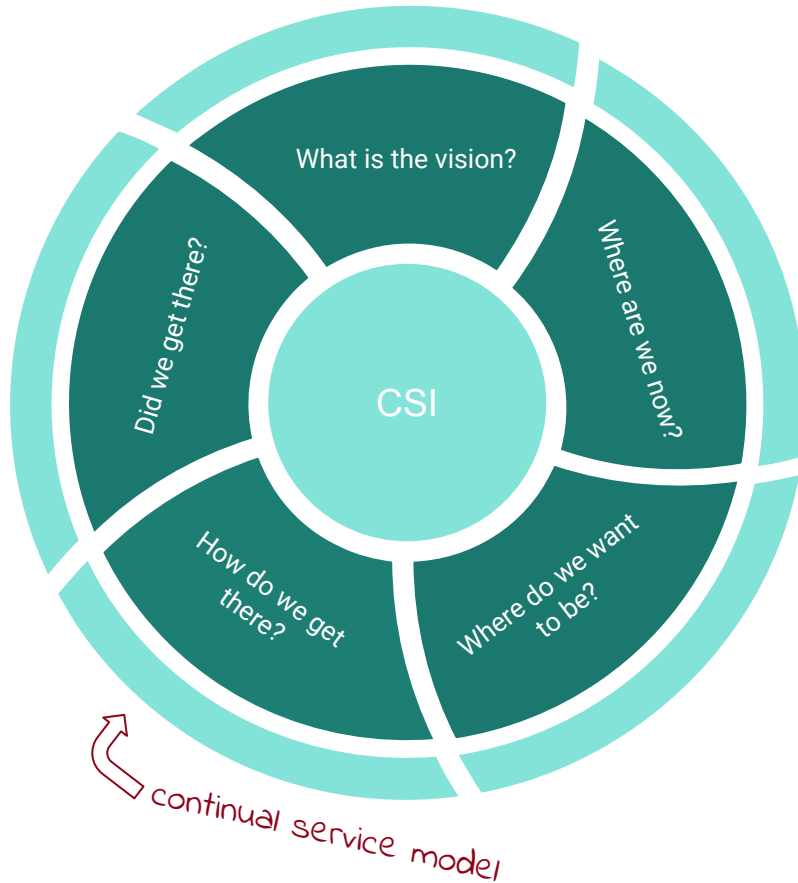 What is the vision?
Where are we now?
Where do we want
to be?
How do we get
there?
Did we get there?
CSI
continual service model